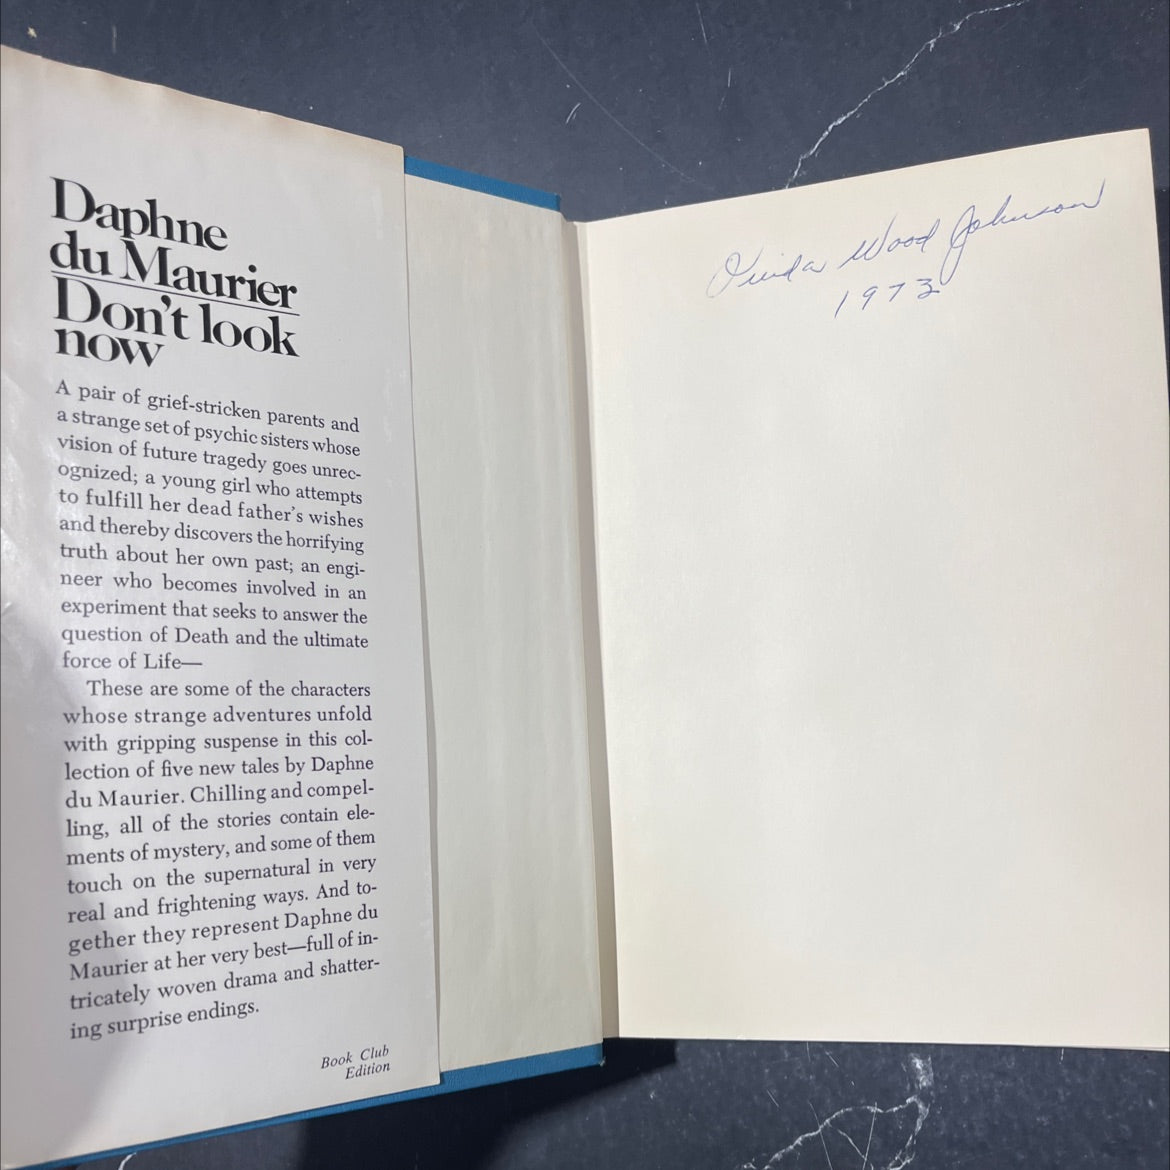 Daphne
du Maurier
Don't look
now
A pair of grief-stricken parents and
a strange set of psychic sisters whose
vision of future tragedy goes unrec-
ognized; a young girl who attempts
to fulfill her dead father's wishes
and thereby discovers the horrifying
truth about her own past; an engi-
neer who becomes involved in an
experiment that seeks to answer the
question of Death and the ultimate
force of Life—
These are some of the characters
whose strange adventures unfold
with gripping suspense in this col-
lection of five new tales by Daphne
du Maurier. Chilling and compel-
ling, all of the stories contain ele-
ments of mystery, and some of them
touch on the supernatural in very
real and frightening ways. And to-
gether they represent Daphne du
Maurier at her very best—full of in-
tricately woven drama and shatter-
ing surprise endings.
Book Club
Edition
Wood Johnson
1973